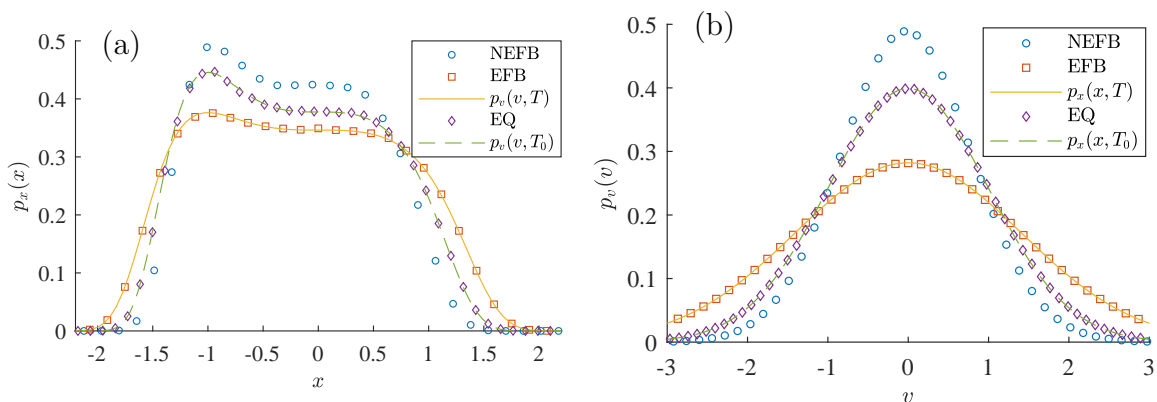 (a)
0.5
0.4
0.3
0.2
0.1
0
-2
-1.5
-1
-0.5
0
0.5
1
1.5
2
x
p_x(x)
NEFB
EFB
p_v(v, T)
EQ
p_v(v, T_0)
(b)
0.5
0.4
0.3
0.2
0.1
0
-3
-2
-1
0
1
2
3
v
p_v(v)
NEFB
EFB
p_x(x, T)
EQ
p_x(x, T_0)